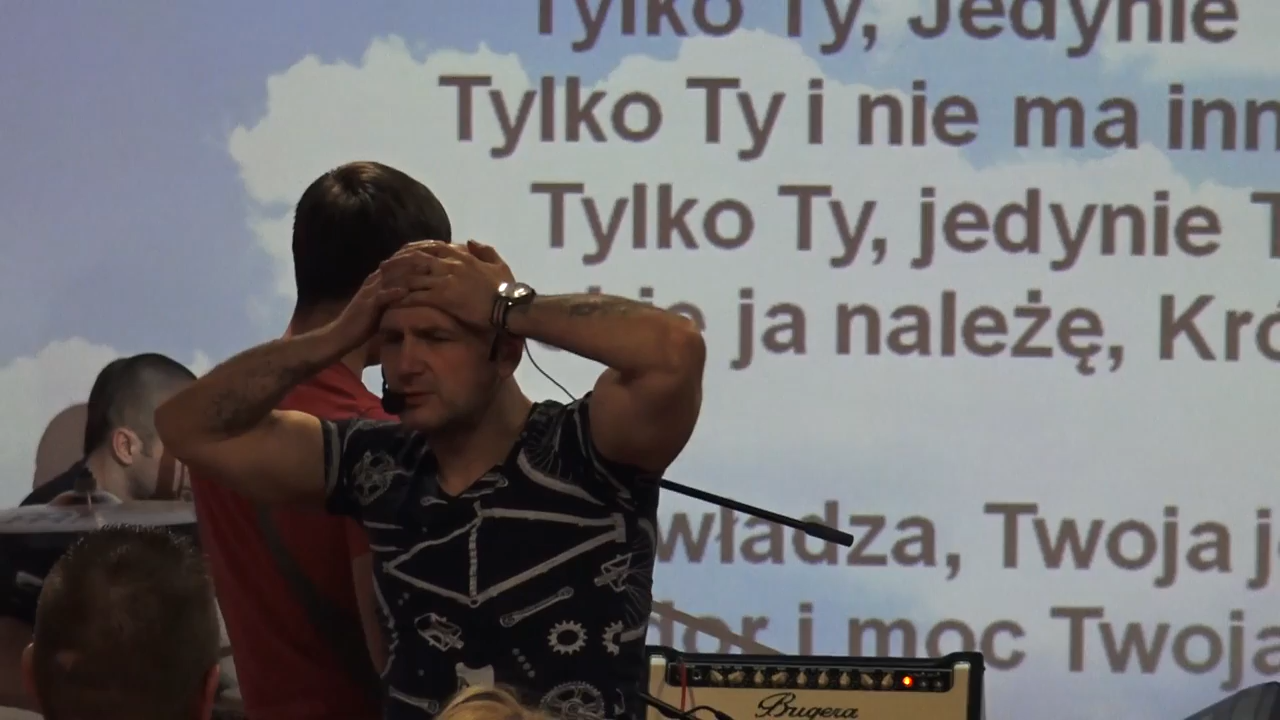 Tylko Ty, Jedynie
Tylko Ty i nie ma inn
Tylko Ty, jedynie T
ja należę, Kró
władza, Twoja j
i moc Twoja
Bugera